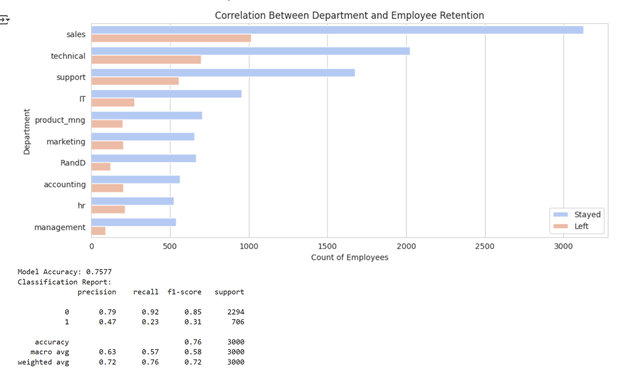 Correlation Between Department and Employee Retention
sales
technical
support
IT
product_mng
marketing
RandD
accounting
hr
management
Department
0 500 1000 1500 2000 2500 3000
Count of Employees
Stayed
Left
Model Accuracy: 0.7577
Classification Report:
precision recall f1-score support
0 0.79 0.92 0.85 2294
1 0.47 0.23 0.31 706
accuracy 0.76 3000
macro avg 0.63 0.57 0.58 3000
weighted avg 0.72 0.76 0.72 3000